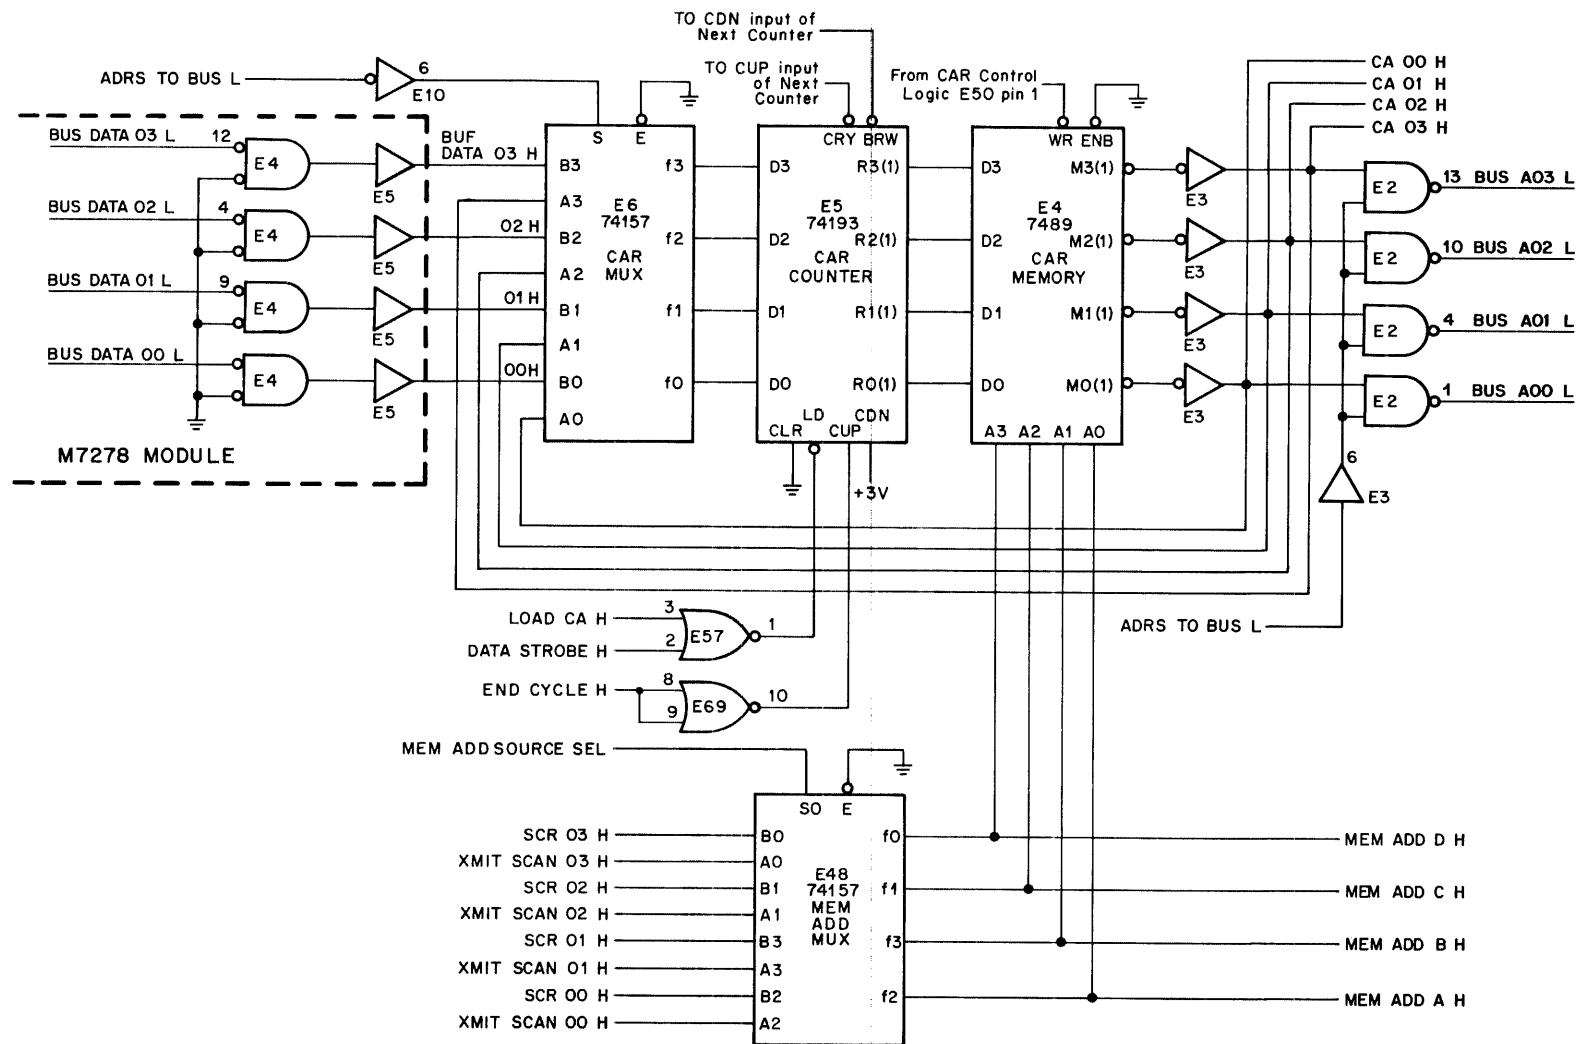 TO CDN input of
Next Counter
ADRS TO BUS L
6
E10
TO CUP input
of Next
Counter
From CAR Control
Logic E50 pin 1
CA 00 H
CA 01 H
CA 02 H
CA 03 H
BUS DATA 03 L
12
E4
E5
BUF
DATA 03 H
BUS DATA 02 L
4
E4
E5
02 H
BUS DATA 01 L
9
E4
E5
01 H
BUS DATA 00 L
E4
E5
00H
M7278 MODULE
S E
B3 f3
A3
E6
74157
B2 f2
CAR
MUX
A2
B1 f1
A1
B0 f0
A0
CRY BRW
D3 R3(1)
E5
74193
D2 R2(1)
CAR
COUNTER
D1 R1(1)
D0 R0(1)
LD CDN
CLR CUP
+3V
WR ENB
D3 M3(1)
E4
7489
D2 M2(1)
CAR
MEMORY
D1 M1(1)
D0 M0(1)
A3 A2 A1 A0
E3
E3
E3
E3
E2
13 BUS A03 L
E2
10 BUS A02 L
E2
4 BUS A01 L
E2
1 BUS A00 L
6
E3
ADRS TO BUS L
LOAD CA H
3
E57
1
DATA STROBE H
2
END CYCLE H
8
E69
10
9
MEM ADD SOURCE SEL
S0 E
SCR 03 H
B0 f0
MEM ADD D H
XMIT SCAN 03 H
A0
E48
74157
MEM
ADD
MUX
SCR 02 H
B1 f1
MEM ADD C H
XMIT SCAN 02 H
A1
SCR 01 H
B3 f3
MEM ADD B H
XMIT SCAN 01 H
A3
SCR 00 H
B2 f2
MEM ADD A H
XMIT SCAN 00 H
A2